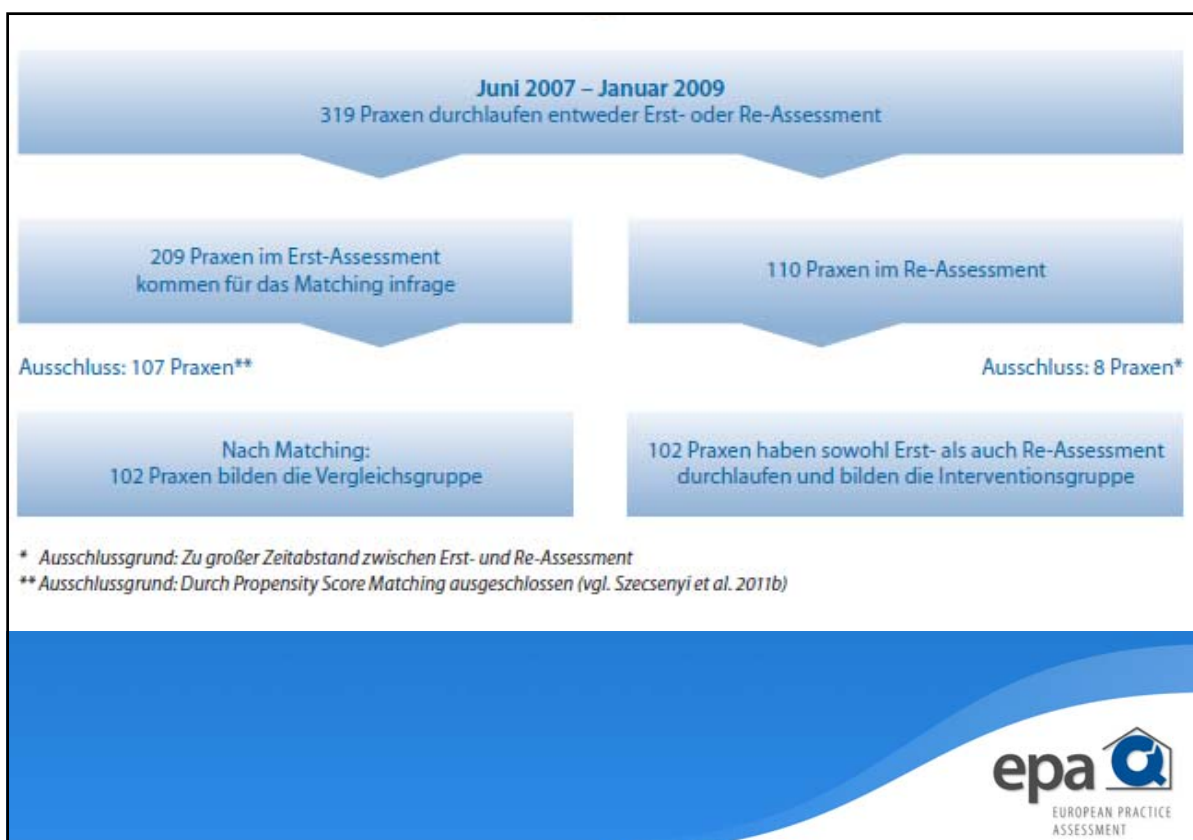 Juni 2007 – Januar 2009
319 Praxen durchlaufen entweder Erst- oder Re-Assessment
209 Praxen im Erst-Assessment
kommen für das Matching infrage
110 Praxen im Re-Assessment
Ausschluss: 107 Praxen**
Ausschluss: 8 Praxen*
Nach Matching:
102 Praxen bilden die Vergleichsgruppe
102 Praxen haben sowohl Erst- als auch Re-Assessment
durchlaufen und bilden die Interventionsgruppe
* Ausschlussgrund: Zu großer Zeitabstand zwischen Erst- und Re-Assessment
** Ausschlussgrund: Durch Propensity Score Matching ausgeschlossen (vgl. Szecsenyi et al. 2011b)
epa
EUROPEAN PRACTICE
ASSESSMENT